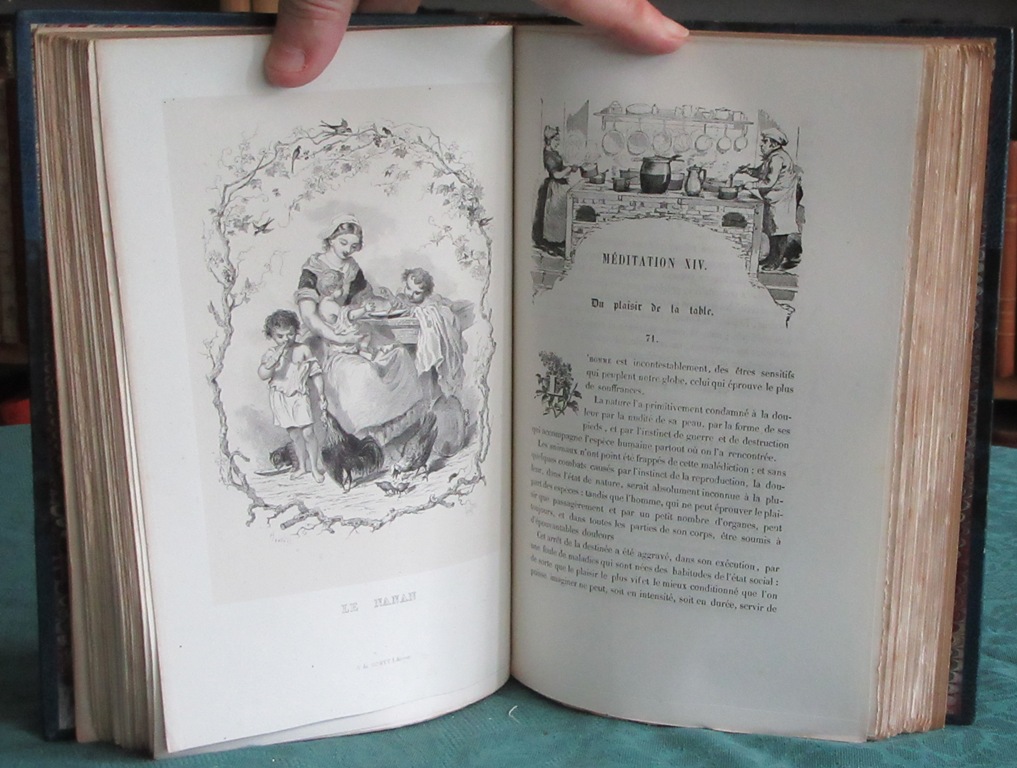 LE NANAN
MÉDITATION XIV.
Du plaisir de la table.
71.
L'HOMME est incontestablement, des êtres sensitifs
qui peuplent notre globe, celui qui éprouve le plus
de souffrances.
La nature l'a primitivement condamné à la dou-
leur par la nudité de sa peau, par la forme de ses
pieds, et par l'instinct de guerre et de destruction
qui accompagne l'espèce humaine partout où on l'a rencontrée.
Les animaux n'ont point été frappés de cette malédiction ; et sans
quelques combats causés par l'instinct de la reproduction, la dou-
leur, dans l'état de nature, serait absolument inconnue à la plu-
part des espèces : tandis que l'homme, qui ne peut éprouver le plai-
sir que passagèrement et par un petit nombre d'organes, peut
toujours, et dans toutes les parties de son corps, être soumis à
d'épouvantables douleurs
Cet arrêt de la destinée a été aggravé, dans son exécution, par
une foule de maladies qui sont nées des habitudes de l'état social ;
de sorte que le plaisir le plus vif et le mieux conditionné que l'on
puisse imaginer ne peut, soit en intensité, soit en durée, servir de